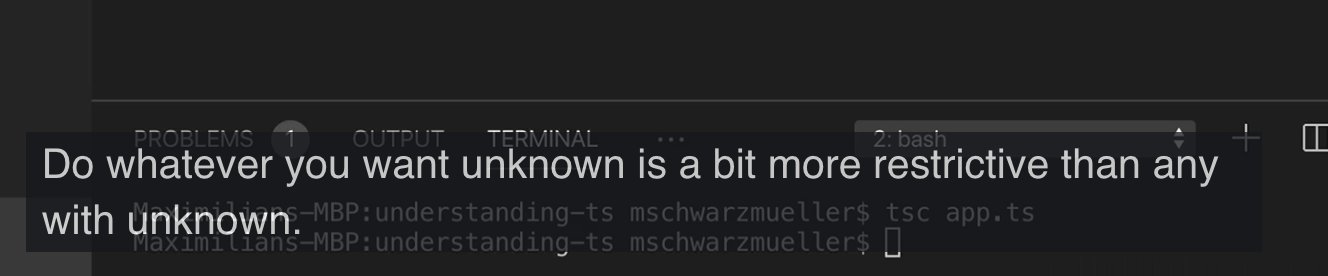 PROBLEMS 1 OUTPUT TERMINAL ··· 2: bash
Do whatever you want unknown is a bit more restrictive than any
with unknown.
Maximilians-MBP:understanding-ts mschwarzmueller$ tsc app.ts
Maximilians-MBP:understanding-ts mschwarzmueller$